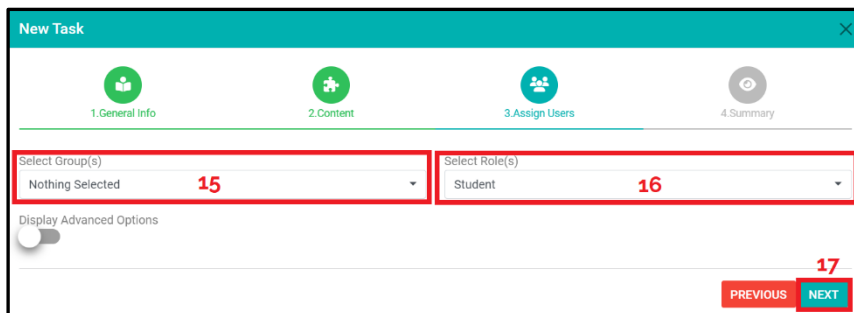 New Task
1.General Info 2.Content 3.Assign Users 4.Summary
Select Group(s) Select Role(s)
Nothing Selected 15 Student 16
Display Advanced Options
17
PREVIOUS NEXT